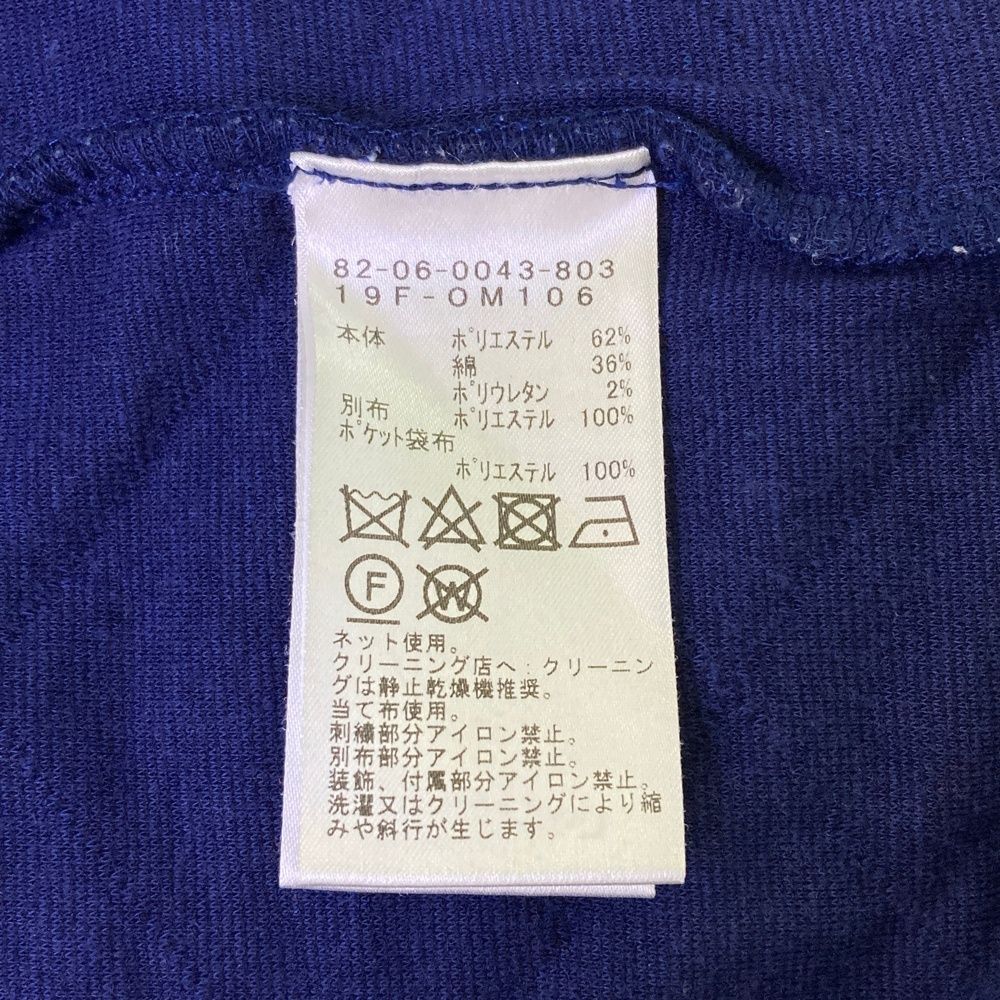 82-06-0043-803
19F-OM106
本体 ポリエステル 62%
綿 36%
ポリウレタン 2%
別布 ポリエステル 100%
ポケット袋布
ポリエステル 100%
F W
ネット使用。
クリーニング店へ:クリーニン
グは静止乾燥機推奨。
当て布使用。
刺繍部分アイロン禁止。
別布部分アイロン禁止。
装飾、付属部分アイロン禁止。
洗濯又はクリーニングにより縮
みや斜行が生じます。